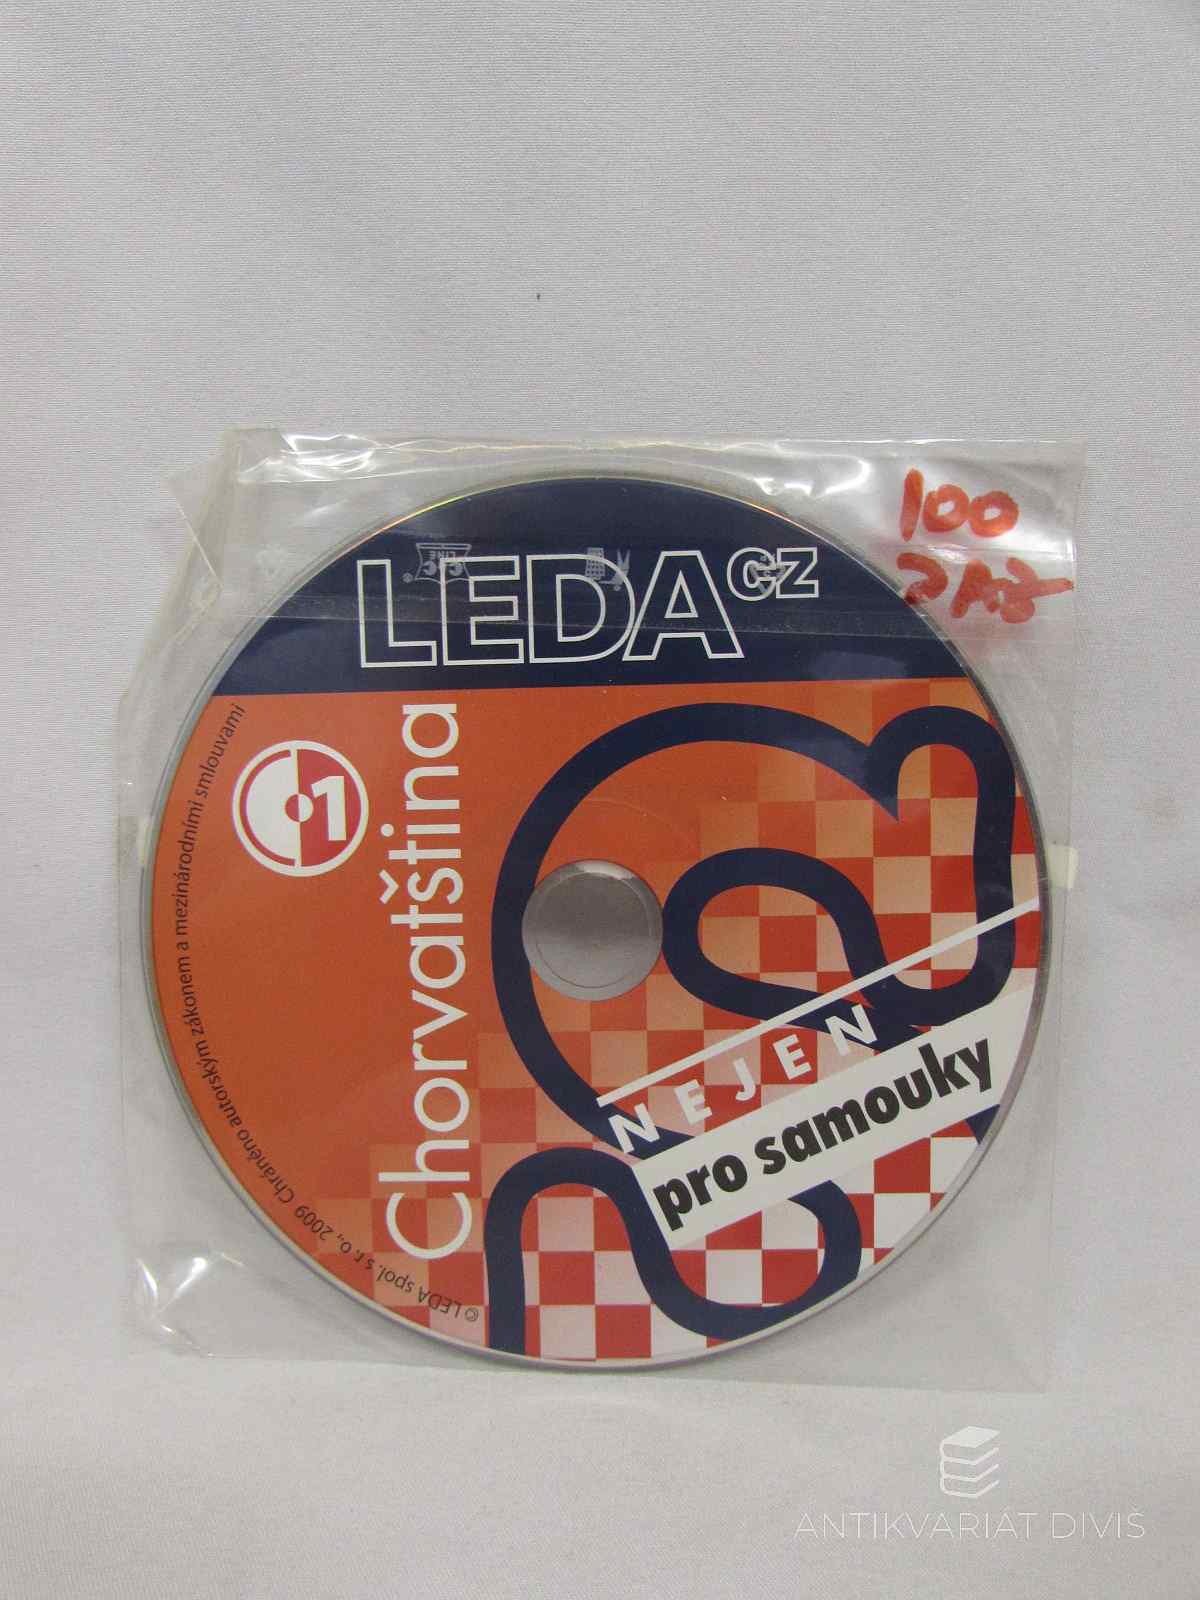 100
LEDA CZ
1
Chorvatština
NEJEN
pro samouky
© LEDA spol. s r. o., 2009 Chráněno autorským zákonem a mezinárodními smlouvami
ANTIKVARIÁT DIVIŠ